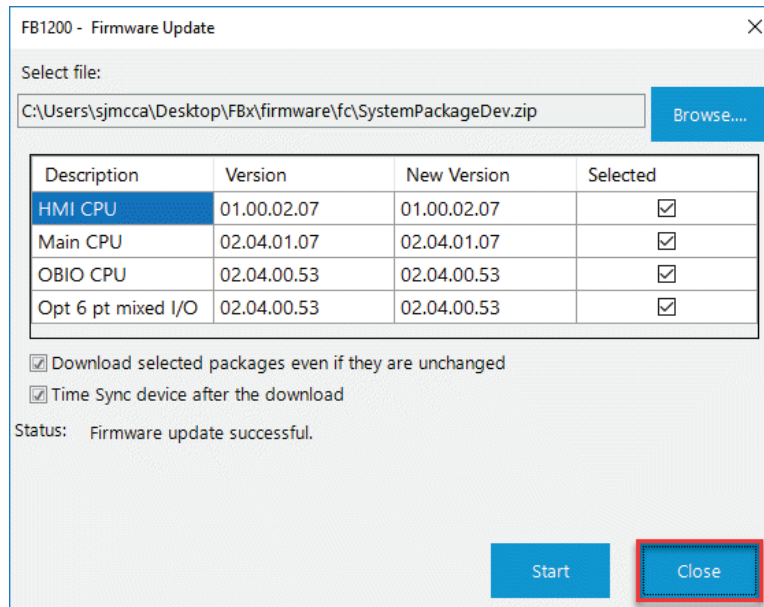 FB1200 - Firmware Update
Select file:
C:\Users\sjmcca\Desktop\FBx\firmware\fc\SystemPackageDev.zip Browse....
Description Version New Version Selected
HMI CPU 01.00.02.07 01.00.02.07
Main CPU 02.04.01.07 02.04.01.07
OBIO CPU 02.04.00.53 02.04.00.53
Opt 6 pt mixed I/O 02.04.00.53 02.04.00.53
Download selected packages even if they are unchanged
Time Sync device after the download
Status: Firmware update successful.
Start Close